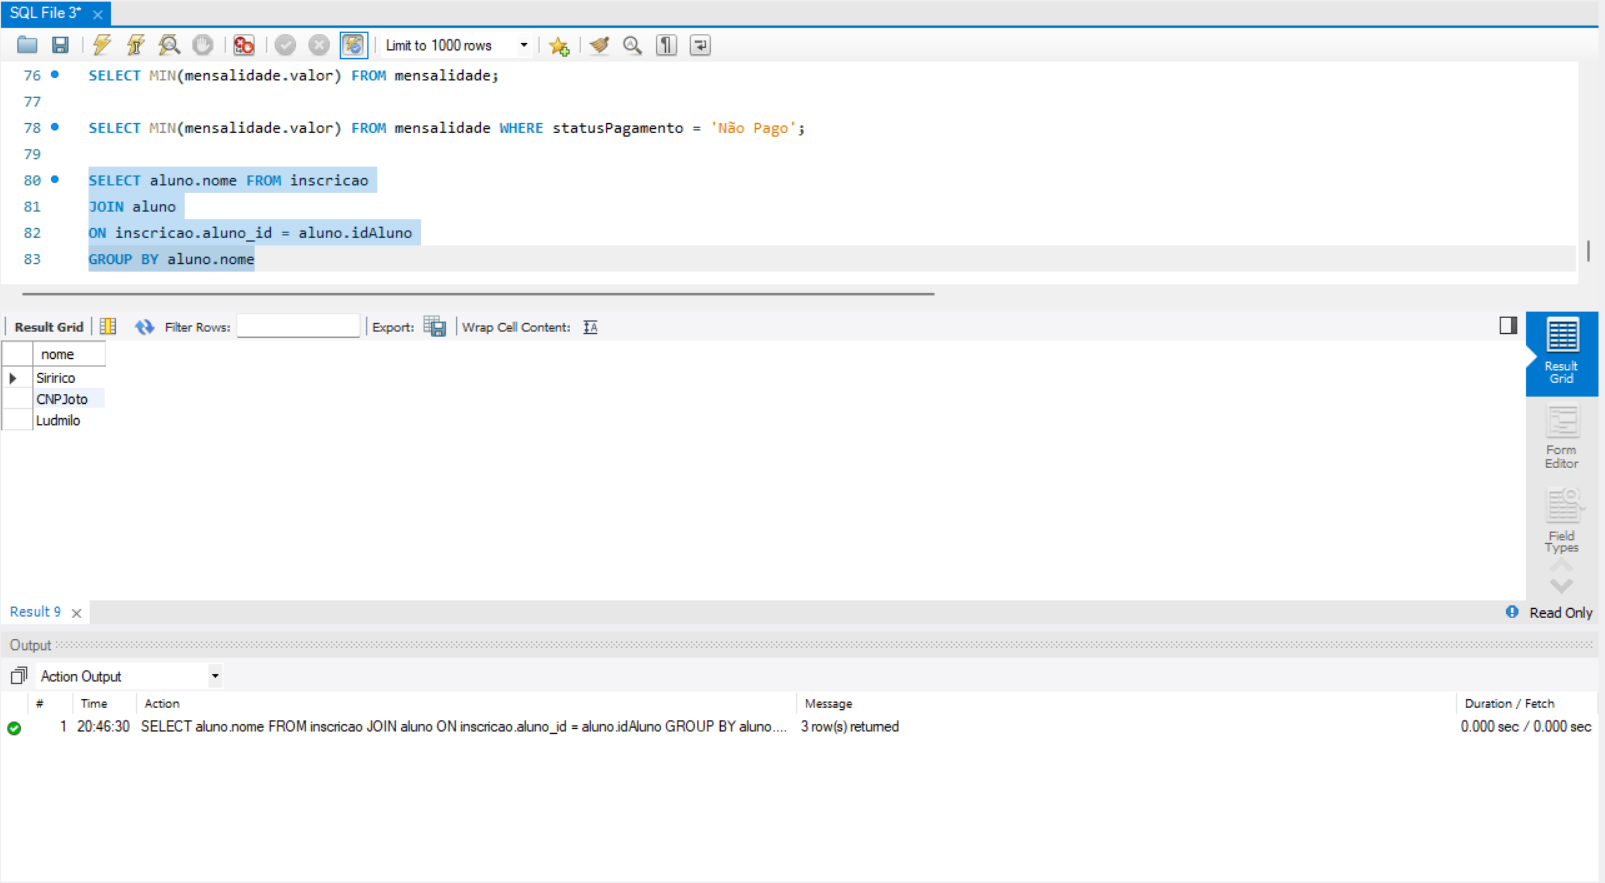 SQL File 3*
Limit to 1000 rows
76 SELECT MIN(mensalidade.valor) FROM mensalidade;
77
78 SELECT MIN(mensalidade.valor) FROM mensalidade WHERE statusPagamento = 'Não Pago';
79
80 SELECT aluno.nome FROM inscricao
81 JOIN aluno
82 ON inscricao.aluno_id = aluno.idAluno
83 GROUP BY aluno.nome
Result Grid Filter Rows: Export: Wrap Cell Content:
nome
Siririco
CNPJoto
Ludmilo
Result
Grid
Form
Editor
Field
Types
Result 9 Read Only
Output
Action Output
# Time Action Message Duration / Fetch
1 20:46:30 SELECT aluno.nome FROM inscricao JOIN aluno ON inscricao.aluno_id = aluno.idAluno GROUP BY aluno.... 3 row(s) returned 0.000 sec / 0.000 sec